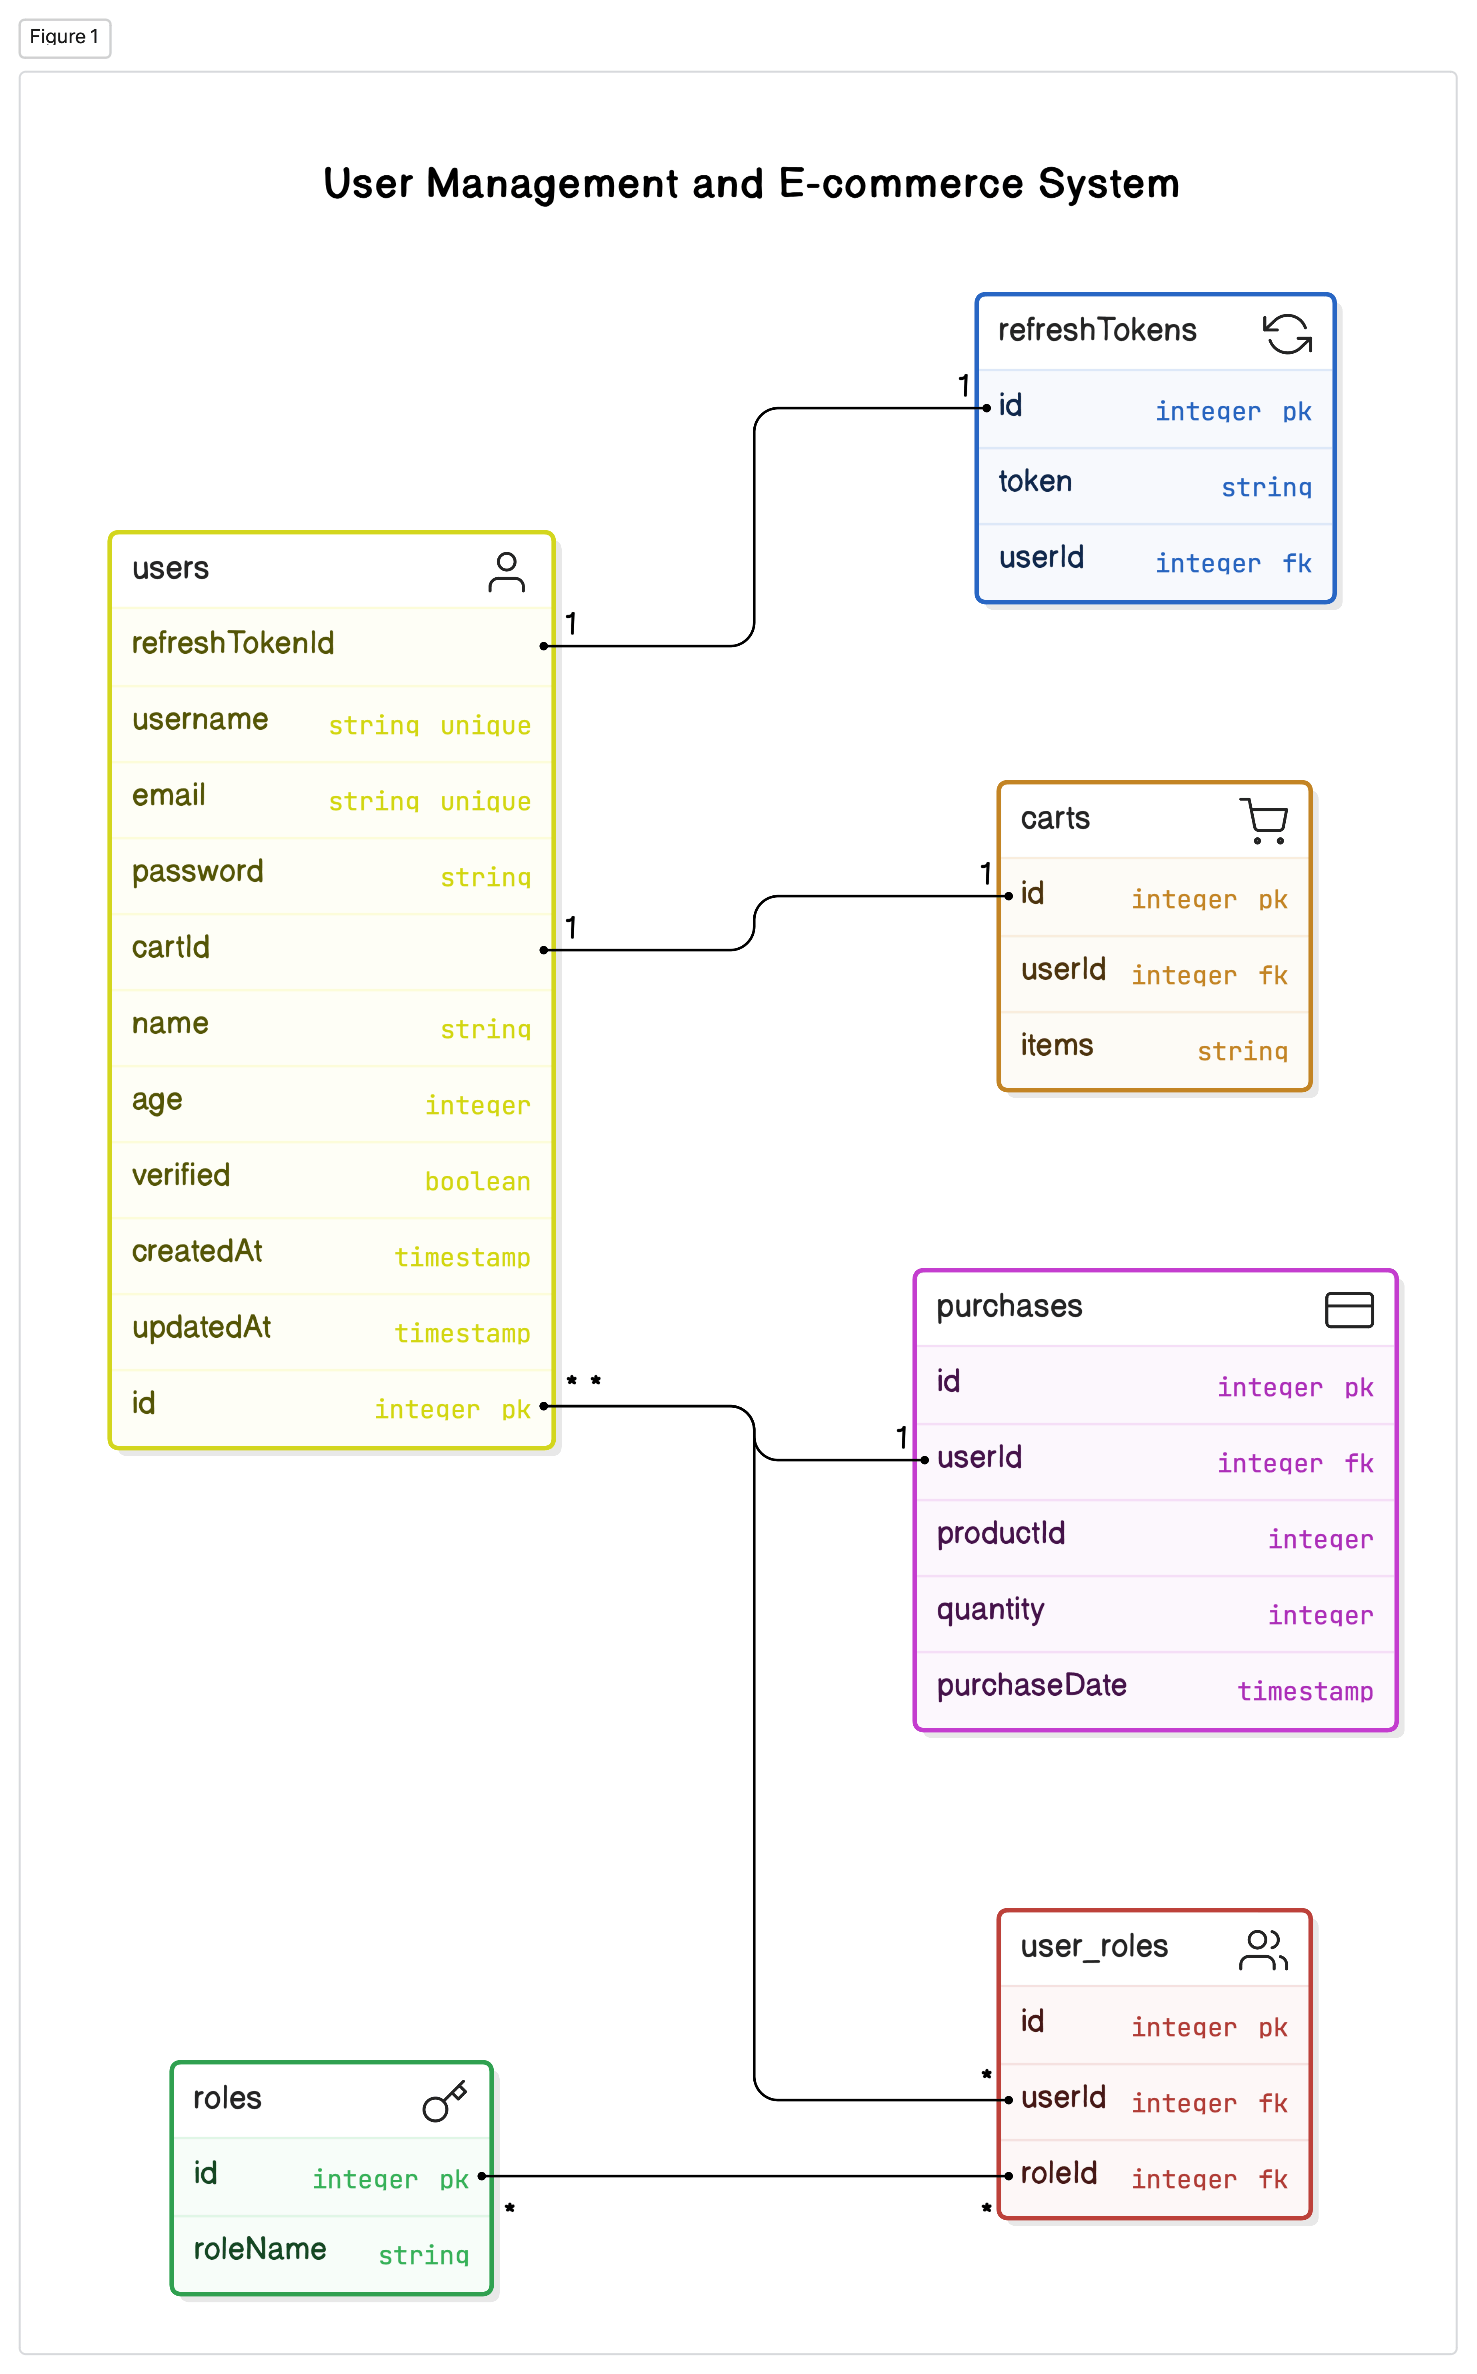 Figure 1
User Management and E-commerce System
refreshTokens
1
id integer pk
token string
userId integer fk
users
refreshTokenId 1
username string unique
email string unique
password string
cartId 1
name string
age integer
verified boolean
createdAt timestamp
updatedAt timestamp
id integer pk * *
carts
1
id integer pk
userId integer fk
items string
purchases
id integer pk
1
userId integer fk
productId integer
quantity integer
purchaseDate timestamp
user_roles
id integer pk
*
userId integer fk
roleId integer fk
*
roles
id integer pk
*
roleName string